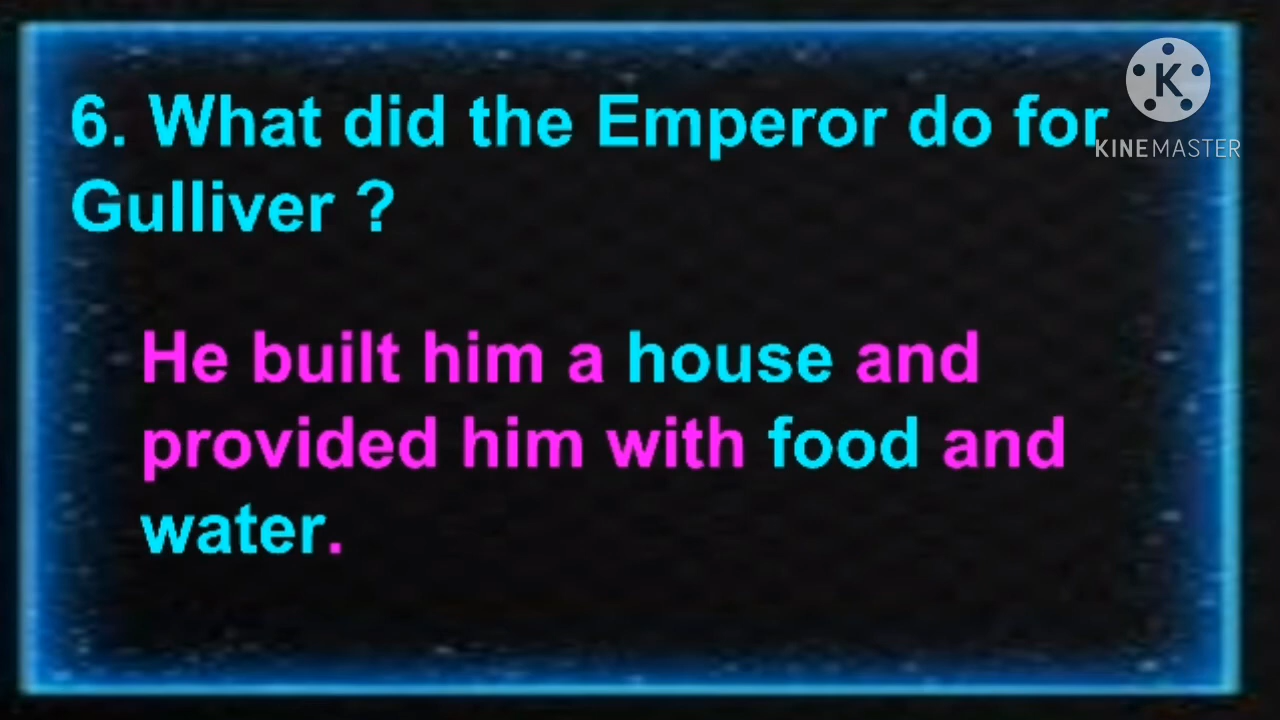 6. What did the Emperor do for
Gulliver ?
K
KINEMASTER
He built him a house and
provided him with food and
water.